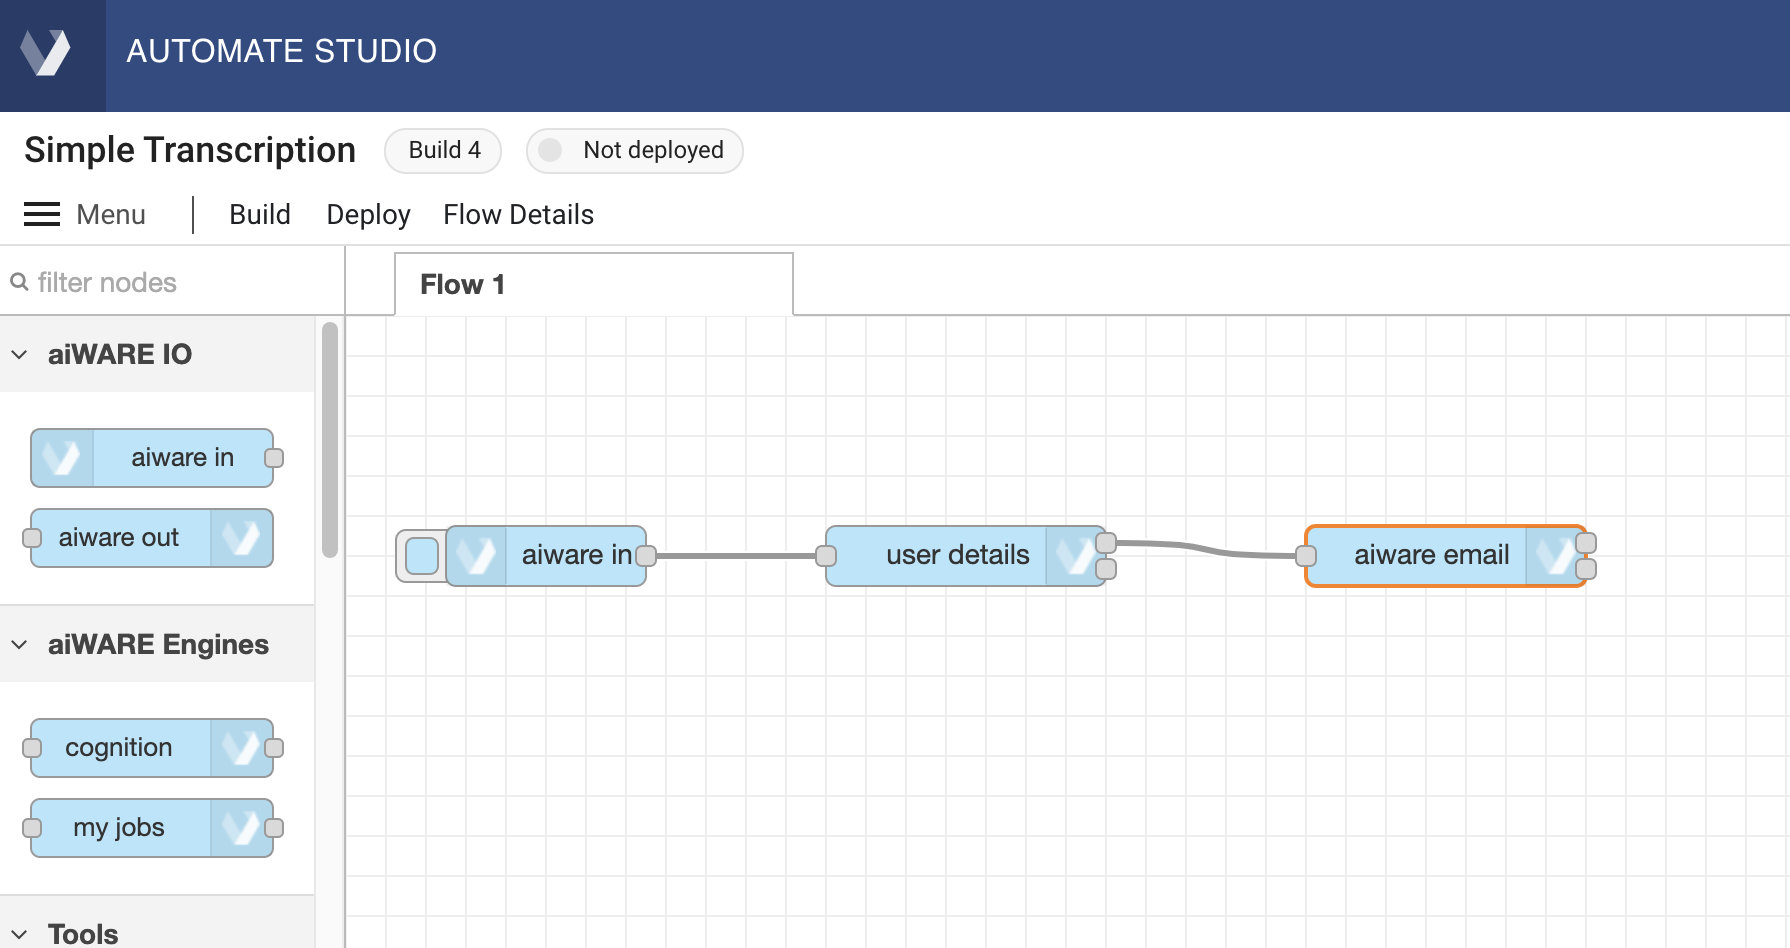 AUTOMATE STUDIO
Simple Transcription
Build 4
Not deployed
Menu
Build
Deploy
Flow Details
filter nodes
Flow 1
aiWARE IO
aiware in
aiware out
aiWARE Engines
cognition
my jobs
Tools
aiware in
user details
aiware email